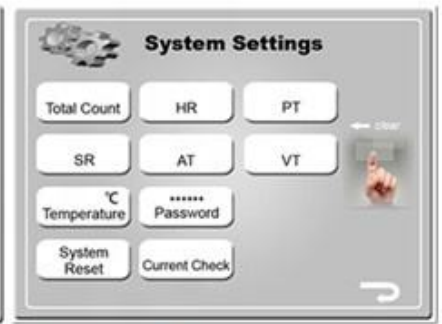 System Settings
Total Count
HR
PT
← clear
SR
AT
VT
℃
Temperature
••••••
Password
System
Reset
Current Check